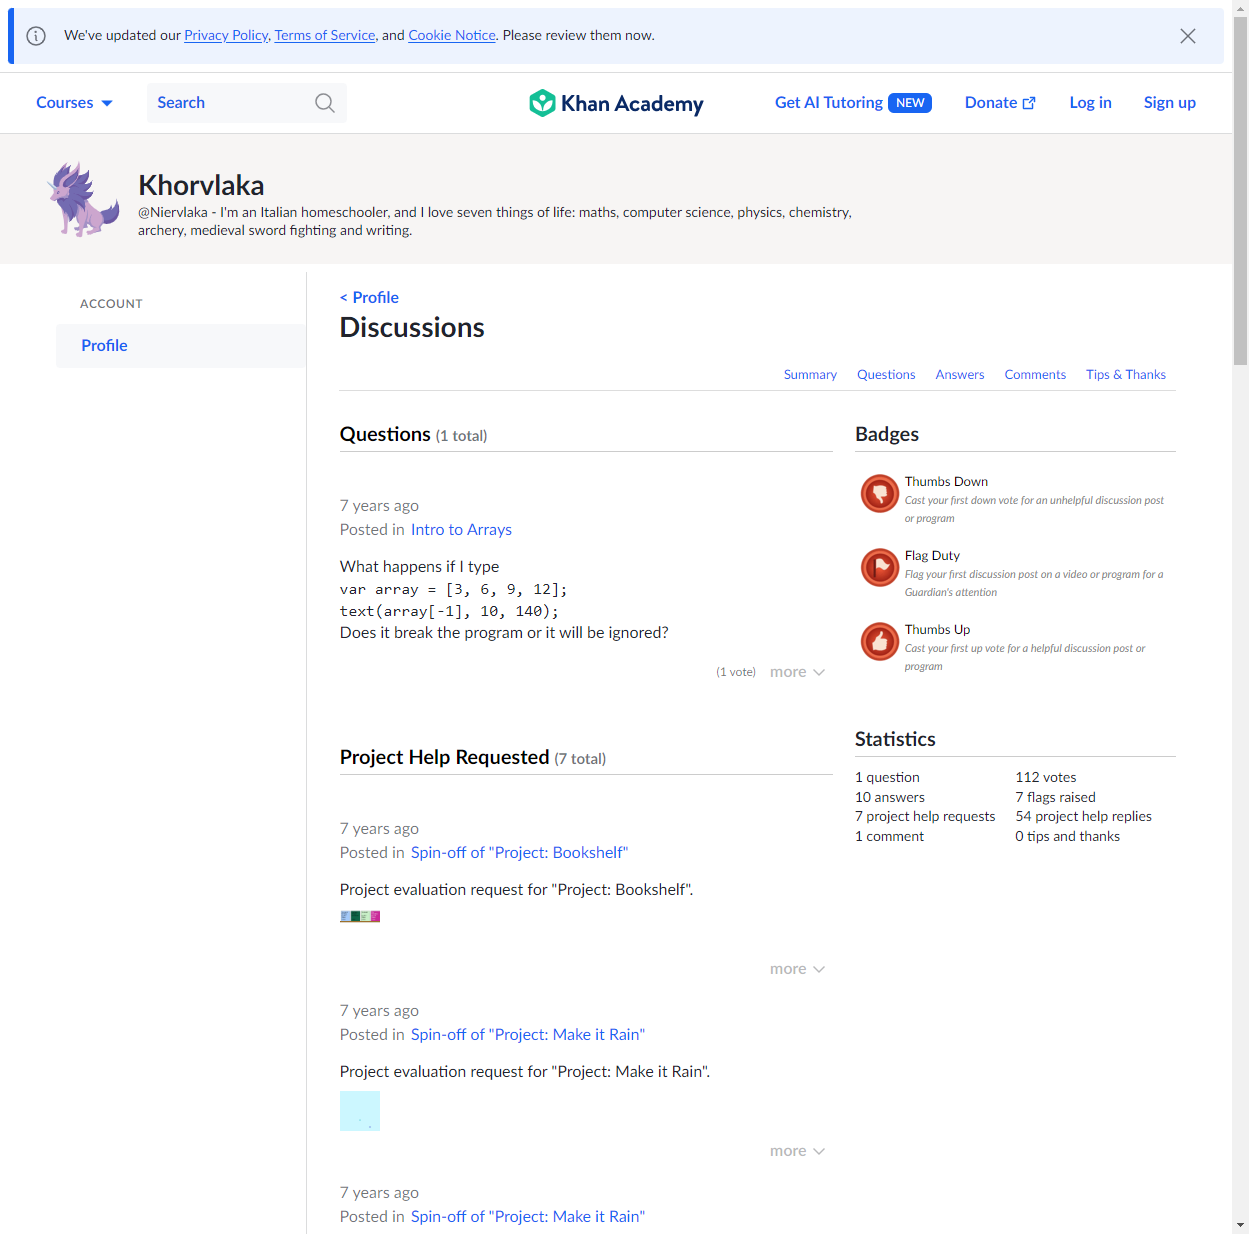 We've updated our Privacy Policy, Terms of Service, and Cookie Notice. Please review them now.
Courses
Search
Khan Academy
Get AI Tutoring NEW
Donate
Log in
Sign up
Khorvlaka
@Niervlaka - I'm an Italian homeschooler, and I love seven things of life: maths, computer science, physics, chemistry,
archery, medieval sword fighting and writing.
ACCOUNT
Profile
< Profile
Discussions
Summary
Questions
Answers
Comments
Tips & Thanks
Questions (1 total)
7 years ago
Posted in Intro to Arrays
What happens if I type
var array = [3, 6, 9, 12];
text(array[-1], 10, 140);
Does it break the program or it will be ignored?
(1 vote) more
Project Help Requested (7 total)
7 years ago
Posted in Spin-off of "Project: Bookshelf"
Project evaluation request for "Project: Bookshelf".
more
7 years ago
Posted in Spin-off of "Project: Make it Rain"
Project evaluation request for "Project: Make it Rain".
more
7 years ago
Posted in Spin-off of "Project: Make it Rain"
Badges
Thumbs Down
Cast your first down vote for an unhelpful discussion post
or program
Flag Duty
Flag your first discussion post on a video or program for a
Guardian's attention
Thumbs Up
Cast your first up vote for a helpful discussion post or
program
Statistics
1 question
10 answers
7 project help requests
1 comment
112 votes
7 flags raised
54 project help replies
0 tips and thanks